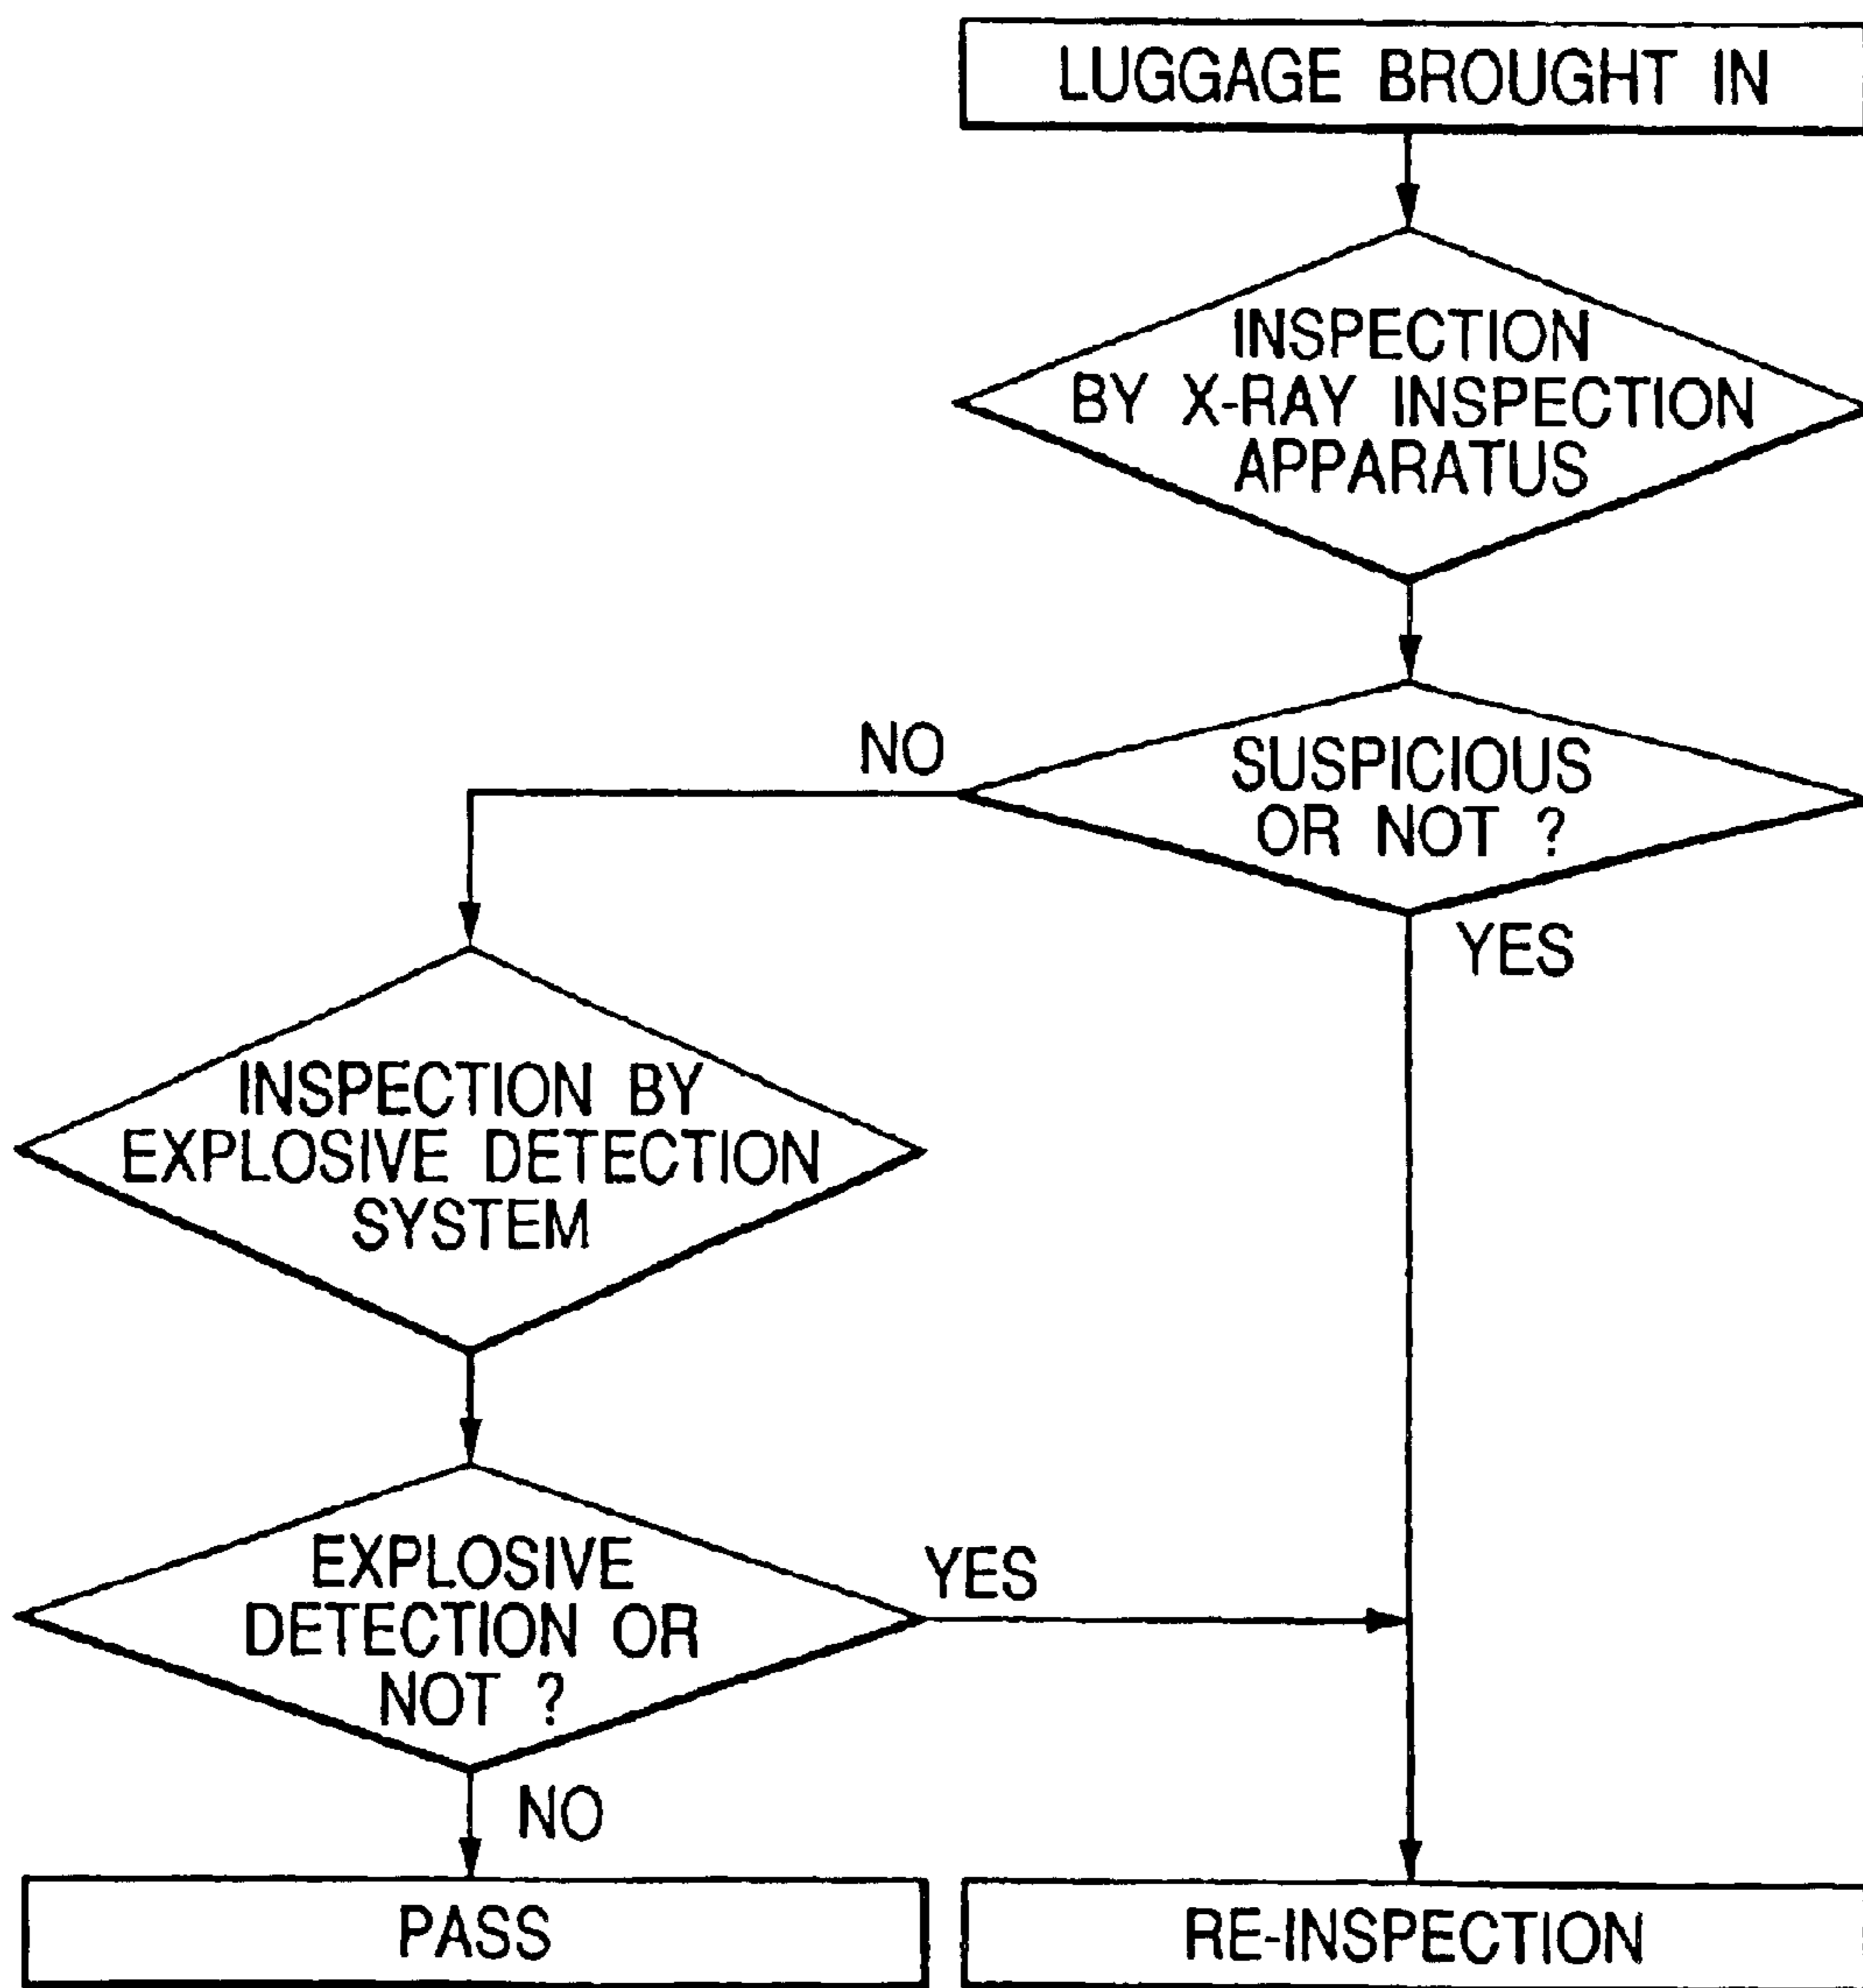 LUGGAGE BROUGHT IN
INSPECTION
BY X-RAY INSPECTION
APPARATUS
SUSPICIOUS
OR NOT ?
NO
YES
INSPECTION BY
EXPLOSIVE DETECTION
SYSTEM
EXPLOSIVE
DETECTION OR
NOT ?
YES
NO
PASS
RE-INSPECTION